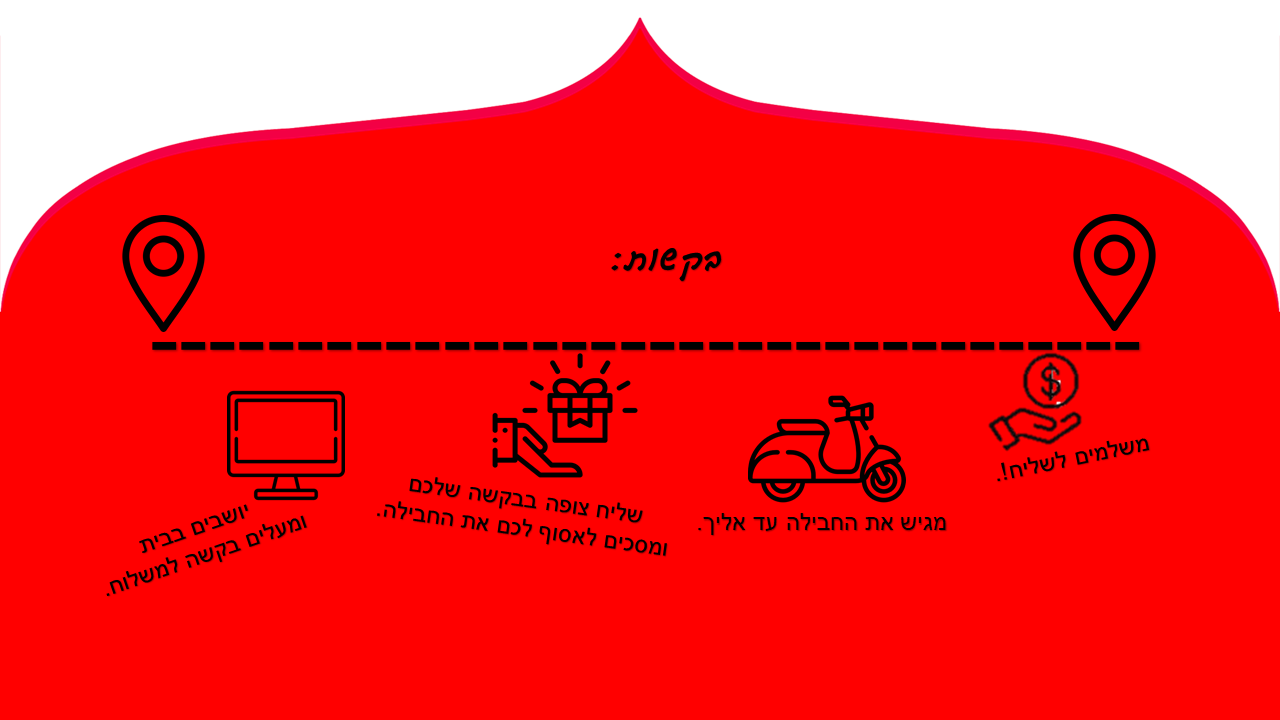 בקשות:
יושבים בבית
ומעלים בקשה למשלוח.
שליח צופה בבקשה שלכם
ומסכים לאסוף לכם את החבילה.
מגיש את החבילה עד אליך.
משלמים לשליח!.